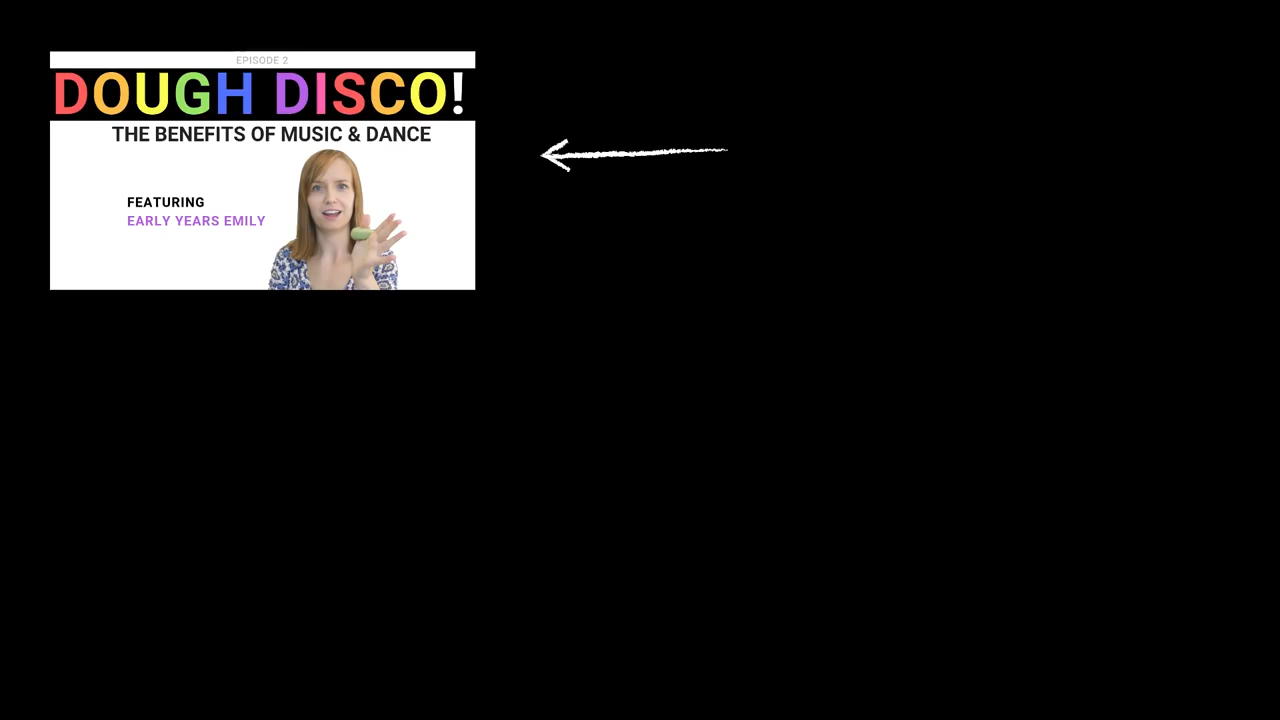 EPISODE 2
DOUGH DISCO!
THE BENEFITS OF MUSIC & DANCE
FEATURING
EARLY YEARS EMILY